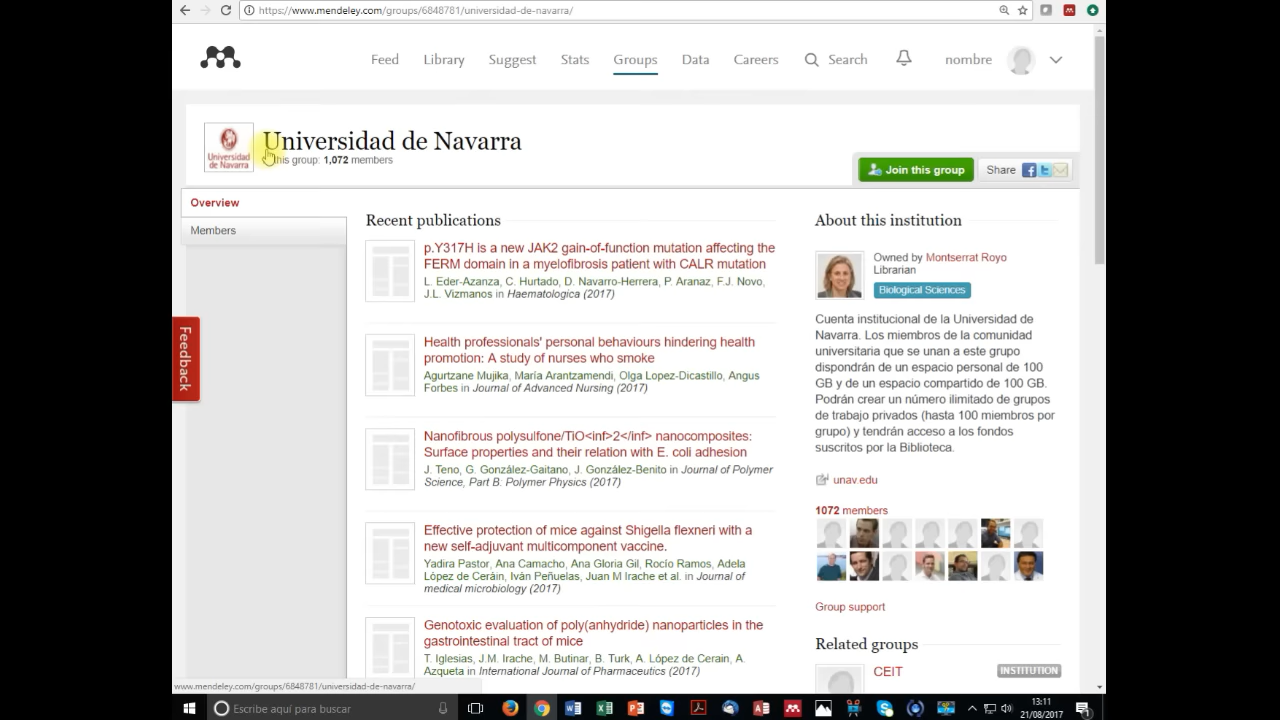 https://www.mendeley.com/groups/6848781/universidad-de-navarra/
Feed
Library
Suggest
Stats
Groups
Data
Careers
Search
nombre
Universidad
de Navarra
Universidad de Navarra
this group: 1,072 members
Join this group
Share
Overview
Members
Feedback
Recent publications
p.Y317H is a new JAK2 gain-of-function mutation affecting the
FERM domain in a myelofibrosis patient with CALR mutation
L. Eder-Azanza, C. Hurtado, D. Navarro-Herrera, P. Aranaz, F.J. Novo,
J.L. Vizmanos in Haematologica (2017)
Health professionals' personal behaviours hindering health
promotion: A study of nurses who smoke
Agurtzane Mujika, María Arantzamendi, Olga Lopez-Dicastillo, Angus
Forbes in Journal of Advanced Nursing (2017)
Nanofibrous polysulfone/TiO<inf>2</inf> nanocomposites:
Surface properties and their relation with E. coli adhesion
J. Teno, G. González-Gaitano, J. González-Benito in Journal of Polymer
Science, Part B. Polymer Physics (2017)
Effective protection of mice against Shigella flexneri with a
new self-adjuvant multicomponent vaccine.
Yadira Pastor, Ana Camacho, Ana Gloria Gil, Rocío Ramos, Adela
López de Ceráin, Iván Peñuelas, Juan M Irache et al. in Journal of
medical microbiology (2017)
Genotoxic evaluation of poly(anhydride) nanoparticles in the
gastrointestinal tract of mice
T. Iglesias, J.M. Irache, M. Butinar, B. Turk, A. López de Cerain, A.
Azqueta in International Journal of Pharmaceutics (2017)
About this institution
Owned by Montserrat Royo
Librarian
Biological Sciences
Cuenta institucional de la Universidad de
Navarra. Los miembros de la comunidad
universitaria que se unan a este grupo
dispondrán de un espacio personal de 100
GB y de un espacio compartido de 100 GB.
Podrán crear un número ilimitado de grupos
de trabajo privados (hasta 100 miembros por
grupo) y tendrán acceso a los fondos
suscritos por la Biblioteca.
unav.edu
1072 members
Group support
Related groups
CEIT
INSTITUTION
www.mendeley.com/groups/6848781/universidad-de-navarra/
Escribe aquí para buscar
13:11
21/08/2017